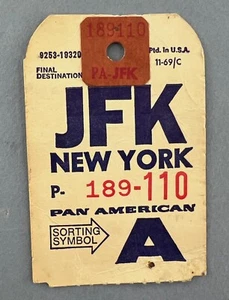 189110
9253-19320
Ptd. in U.S.A.
FINAL
DESTINATION
PA-JFK
11-69/C
JFK
NEW YORK
P- 189-110
PAN AMERICAN
SORTING
SYMBOL
A